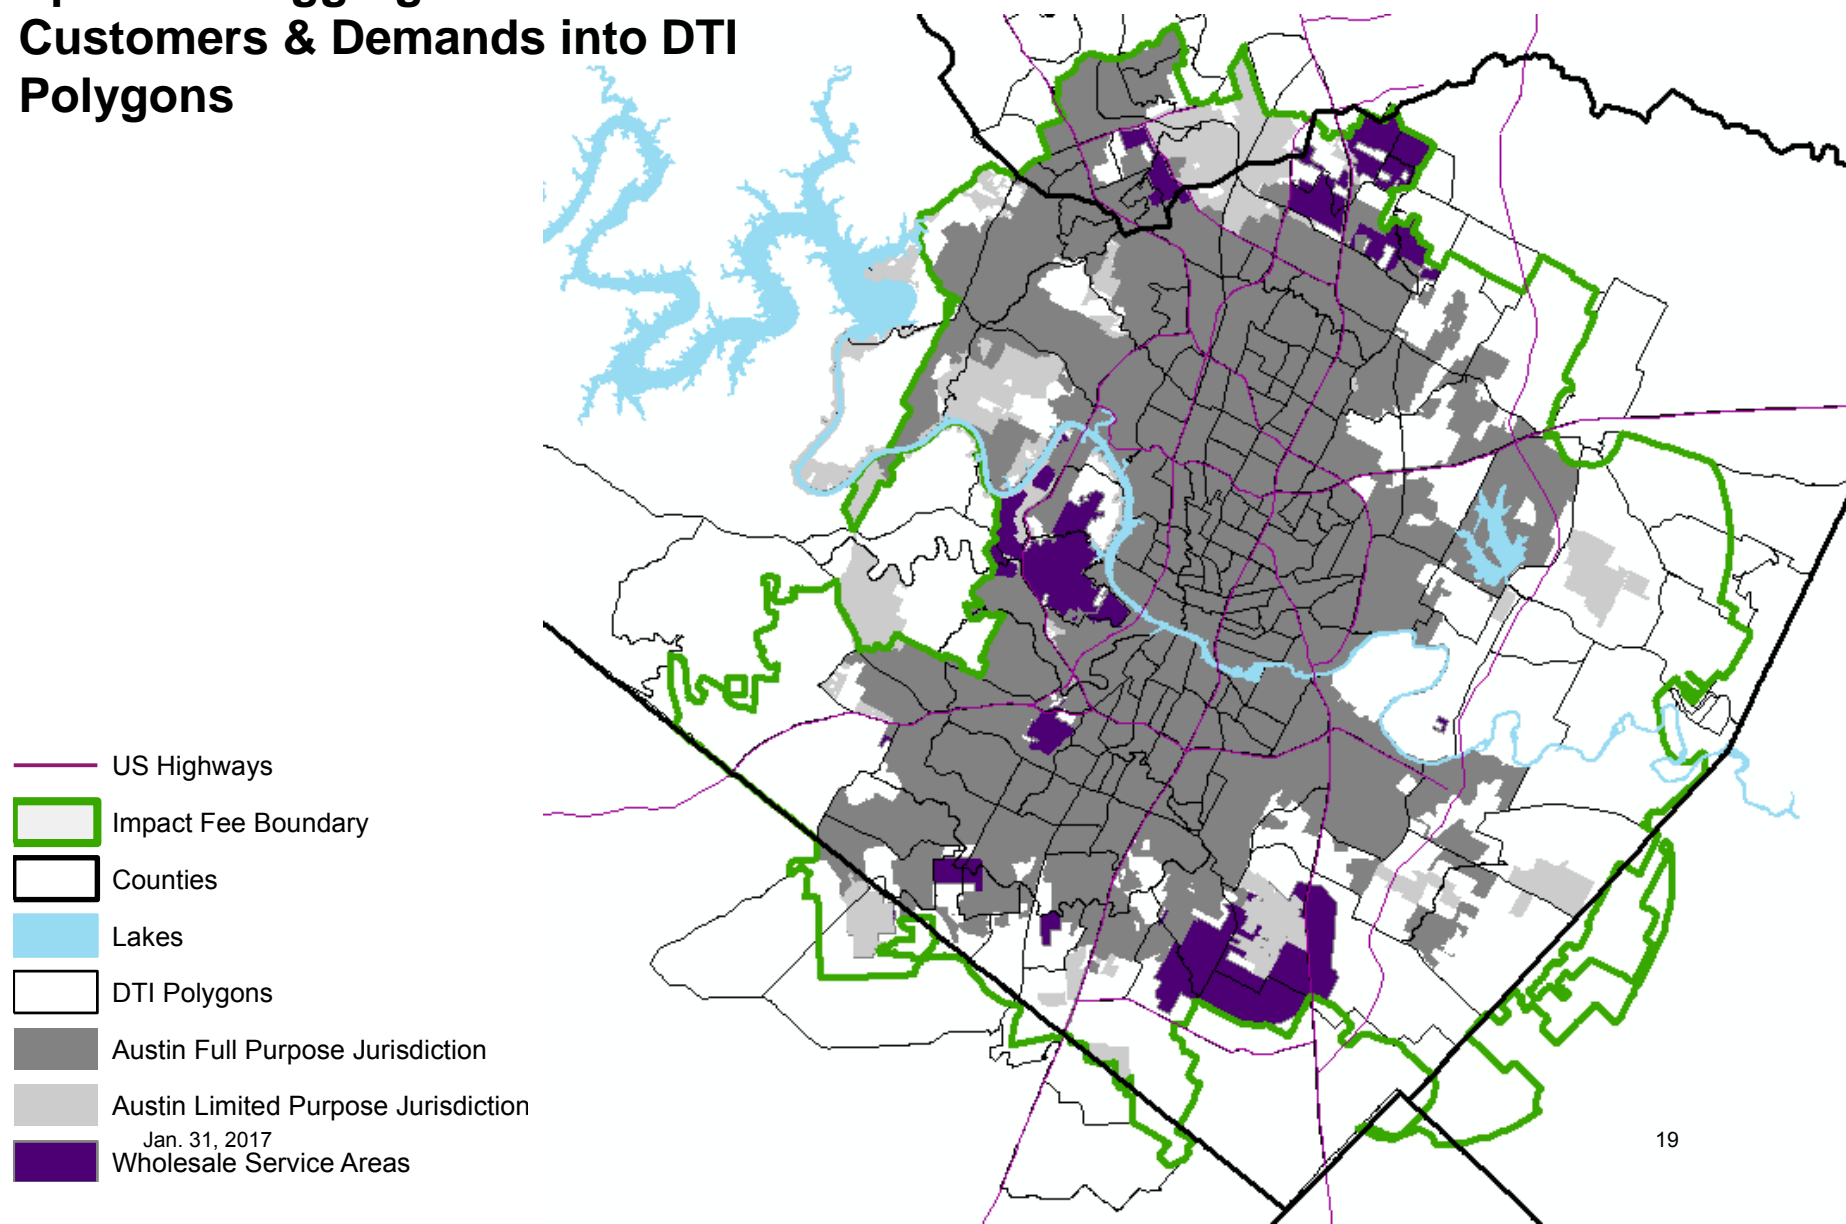 Customers & Demands into DTI
Polygons
US Highways
Impact Fee Boundary
Counties
Lakes
DTI Polygons
Austin Full Purpose Jurisdiction
Austin Limited Purpose Jurisdiction
Jan. 31, 2017
Wholesale Service Areas
19